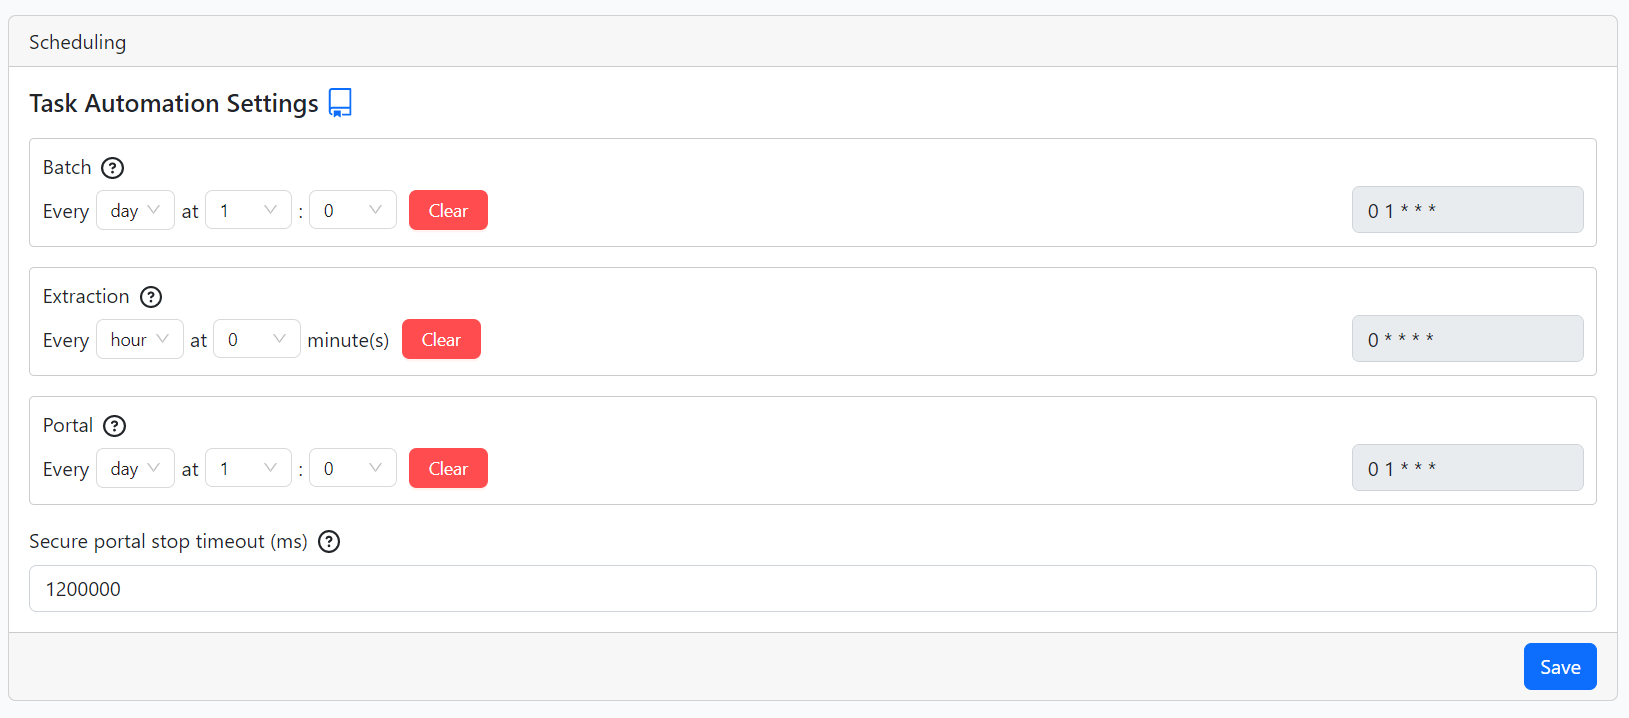 Scheduling
Task Automation Settings
Batch ?
Every day at 1 : 0 Clear 0 1 * * *
Extraction ?
Every hour at 0 minute(s) Clear 0 * * * *
Portal ?
Every day at 1 : 0 Clear 0 1 * * *
Secure portal stop timeout (ms) ?
1200000
Save